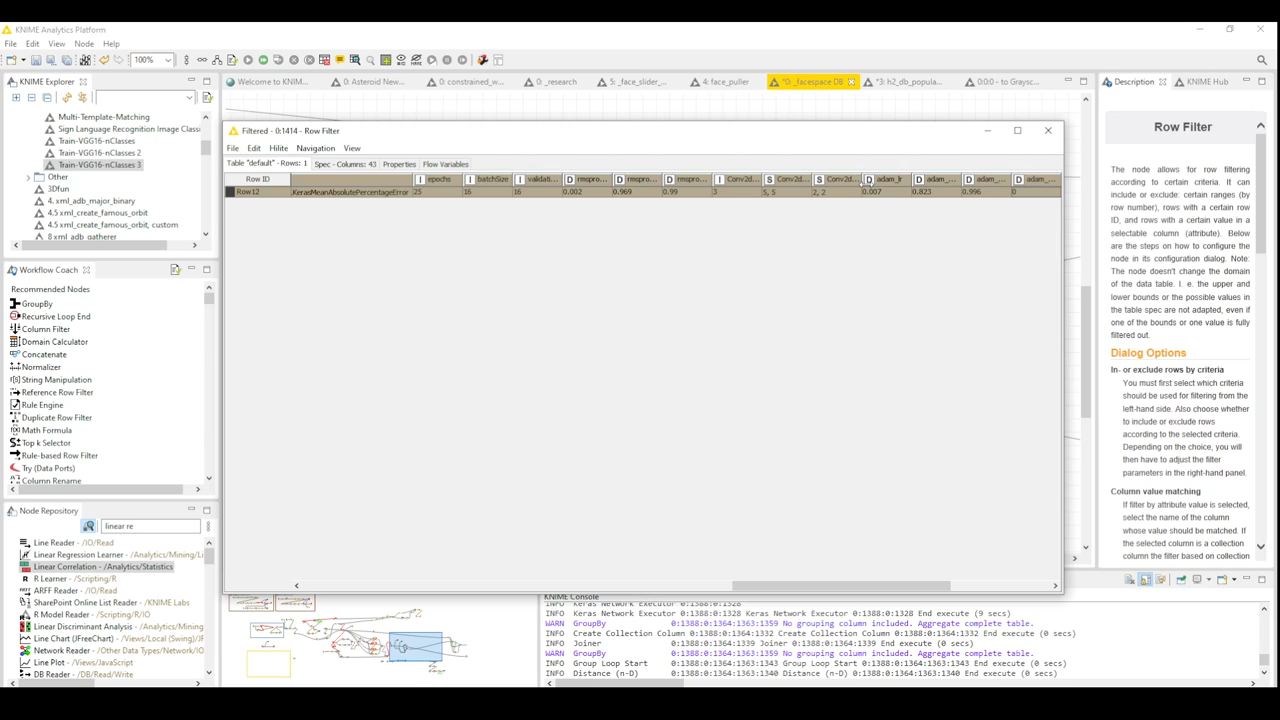 KNIME Analytics Platform
File Edit View Node Help
100%
KNIME Explorer
Welcome to KNIM...
0: Asteroid New...
0: constrained_w...
0: _research
5: _face_slider_...
4: face_puller
*0: _facespace DB
*3: h2_db_popula...
0:0:0 - to Graysc...
Description
KNIME Hub
Multi-Template-Matching
Sign Language Recognition Image Classi
Train-VGG16-nClasses
Train-VGG16-nClasses 2
Train-VGG16-nClasses 3
Other
3Dfun
4. xml_adb_major_binary
4.5 xml_create_famous_orbit
4.5 xml_create_famous_orbit, custom
8 xml_adb_gatherer
Workflow Coach
Recommended Nodes
GroupBy
Recursive Loop End
Column Filter
Domain Calculator
Concatenate
Normalizer
String Manipulation
Reference Row Filter
Rule Engine
Duplicate Row Filter
Math Formula
Top k Selector
Rule-based Row Filter
Try (Data Ports)
Column Rename
Node Repository
linear re
Line Reader - /IO/Read
Linear Regression Learner - /Analytics/Mining/Li
Linear Correlation - /Analytics/Statistics
R Learner - /Scripting/R
ARFF Reader - /IO/Read
SharePoint Online List Reader - /KNIME Labs
R Model Reader - /Scripting/R/IO
Linear Discriminant Analysis - /Analytics/Mining
Line Chart (JFreeChart) - /Views/Local (Swing)/JF
Network Reader - /Other Data Types/Network/IO
Line Plot - /Views/JavaScript
DB Reader - /DB/Read/Write
Filtered - 0:1414 - Row Filter
File Edit Hilite Navigation View
Table "default" - Rows: 1 Spec - Columns: 43 Properties Flow Variables
Row ID I epochs I batchSize I validati... D rmspro... D rmspro... D rmspro... I Conv2d... S Conv2d... S Conv2d... D adam_lr D adam_... D adam_... D adam_...
Row12 .KerasMeanAbsolutePercentageError 25 16 16 0.002 0.969 0.99 3 5, 5 2, 2 0.007 0.823 0.996 0
Row Filter
The node allows for row filtering
according to certain criteria. It can
include or exclude: certain ranges (by
row number), rows with a certain row
ID, and rows with a certain value in a
selectable column (attribute). Below
are the steps on how to configure the
node in its configuration dialog. Note:
The node doesn't change the domain
of the data table. I. e. the upper and
lower bounds or the possible values in
the table spec are not adapted, even if
one of the bounds or one value is fully
filtered out.
Dialog Options
In- or exclude rows by criteria
You must first select which criteria
should be used for filtering from the
left-hand side. Also choose whether
to include or exclude rows
according to the selected criteria.
Depending on the choice, you will
then have to adjust the filter
parameters in the right-hand panel.
Column value matching
If filter by attribute value is selected,
select the name of the column
whose value should be matched. If
the selected column is a collection
column the filter based on collection
KNIME Console
INFO Keras Network Executor 0:1388:0:1328
INFO Keras Network Executor 0:1388:0:1328 Keras Network Executor 0:1388:0:1328 End execute (9 secs)
WARN GroupBy 0:1388:0:1364:1363:1359 No grouping column included. Aggregate complete table.
INFO Create Collection Column 0:1388:0:1364:1332 Create Collection Column 0:1388:0:1364:1332 End execute (0 secs)
INFO Joiner 0:1388:0:1364:1339 Joiner 0:1388:0:1364:1339 End execute (0 secs)
WARN GroupBy 0:1388:0:1364:1363:1359 No grouping column included. Aggregate complete table.
INFO Group Loop Start 0:1388:0:1364:1363:1343 Group Loop Start 0:1388:0:1364:1363:1343 End execute (0 secs)
INFO Distance (n-D) 0:1388:0:1364:1363:1340 Distance (n-D) 0:1388:0:1364:1363:1340 End execute (0 secs)